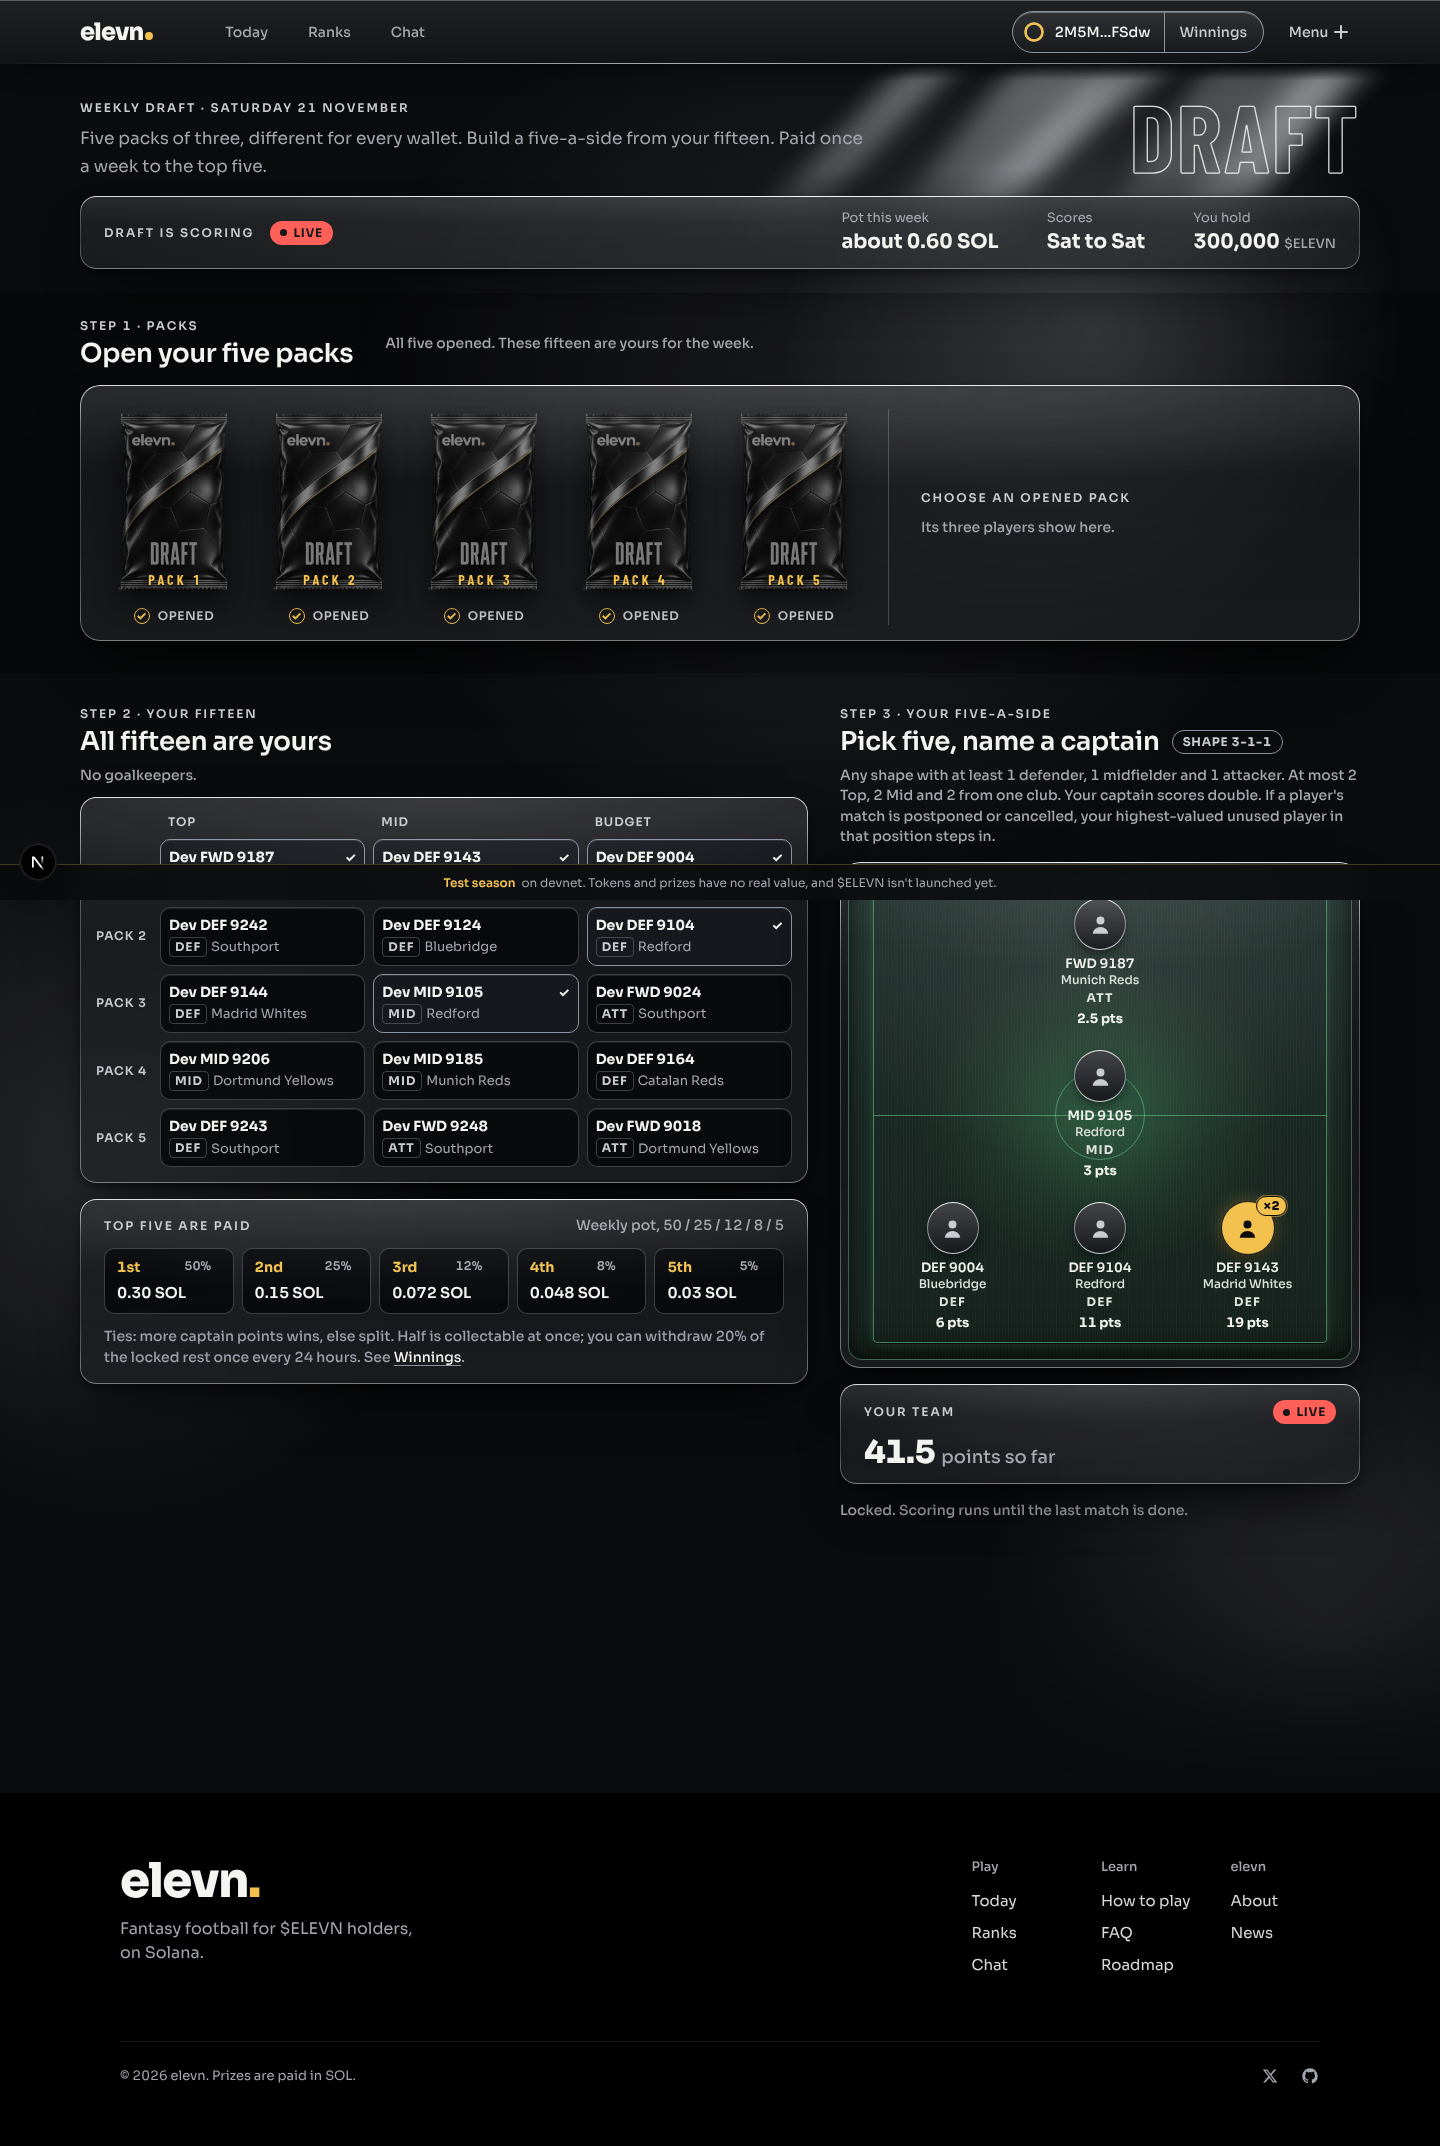 elevn.
Today
Ranks
Chat
2M5M...FSdw
Winnings
Menu
WEEKLY DRAFT · SATURDAY 21 NOVEMBER
Five packs of three, different for every wallet. Build a five-a-side from your fifteen. Paid once
a week to the top five.
DRAFT
DRAFT IS SCORING
LIVE
Pot this week
about 0.60 SOL
Scores
Sat to Sat
You hold
300,000 $ELEVN
STEP 1 · PACKS
Open your five packs
All five opened. These fifteen are yours for the week.
elevn.
DRAFT
PACK 1
OPENED
elevn.
DRAFT
PACK 2
OPENED
elevn.
DRAFT
PACK 3
OPENED
elevn.
DRAFT
PACK 4
OPENED
elevn.
DRAFT
PACK 5
OPENED
CHOOSE AN OPENED PACK
Its three players show here.
STEP 2 · YOUR FIFTEEN
All fifteen are yours
No goalkeepers.
TOP
MID
BUDGET
Dev FWD 9187
Dev DEF 9143
Dev DEF 9004
PACK 2
Dev DEF 9242
DEF Southport
Dev DEF 9124
DEF Bluebridge
Dev DEF 9104
DEF Redford
PACK 3
Dev DEF 9144
DEF Madrid Whites
Dev MID 9105
MID Redford
Dev FWD 9024
ATT Southport
PACK 4
Dev MID 9206
MID Dortmund Yellows
Dev MID 9185
MID Munich Reds
Dev DEF 9164
DEF Catalan Reds
PACK 5
Dev DEF 9243
DEF Southport
Dev FWD 9248
ATT Southport
Dev FWD 9018
ATT Dortmund Yellows
TOP FIVE ARE PAID
Weekly pot, 50 / 25 / 12 / 8 / 5
1st 50%
0.30 SOL
2nd 25%
0.15 SOL
3rd 12%
0.072 SOL
4th 8%
0.048 SOL
5th 5%
0.03 SOL
Ties: more captain points wins, else split. Half is collectable at once; you can withdraw 20% of
the locked rest once every 24 hours. See Winnings.
STEP 3 · YOUR FIVE-A-SIDE
Pick five, name a captain
SHAPE 3-1-1
Any shape with at least 1 defender, 1 midfielder and 1 attacker. At most 2
Top, 2 Mid and 2 from one club. Your captain scores double. If a player's
match is postponed or cancelled, your highest-valued unused player in
that position steps in.
N
Test season on devnet. Tokens and prizes have no real value, and $ELEVN isn't launched yet.
FWD 9187
Munich Reds
ATT
2.5 pts
MID 9105
Redford
MID
3 pts
DEF 9004
Bluebridge
DEF
6 pts
DEF 9104
Redford
DEF
11 pts
×2
DEF 9143
Madrid Whites
DEF
19 pts
YOUR TEAM
LIVE
41.5 points so far
Locked. Scoring runs until the last match is done.
elevn.
Fantasy football for $ELEVN holders,
on Solana.
Play
Today
Ranks
Chat
Learn
How to play
FAQ
Roadmap
elevn
About
News
© 2026 elevn. Prizes are paid in SOL.